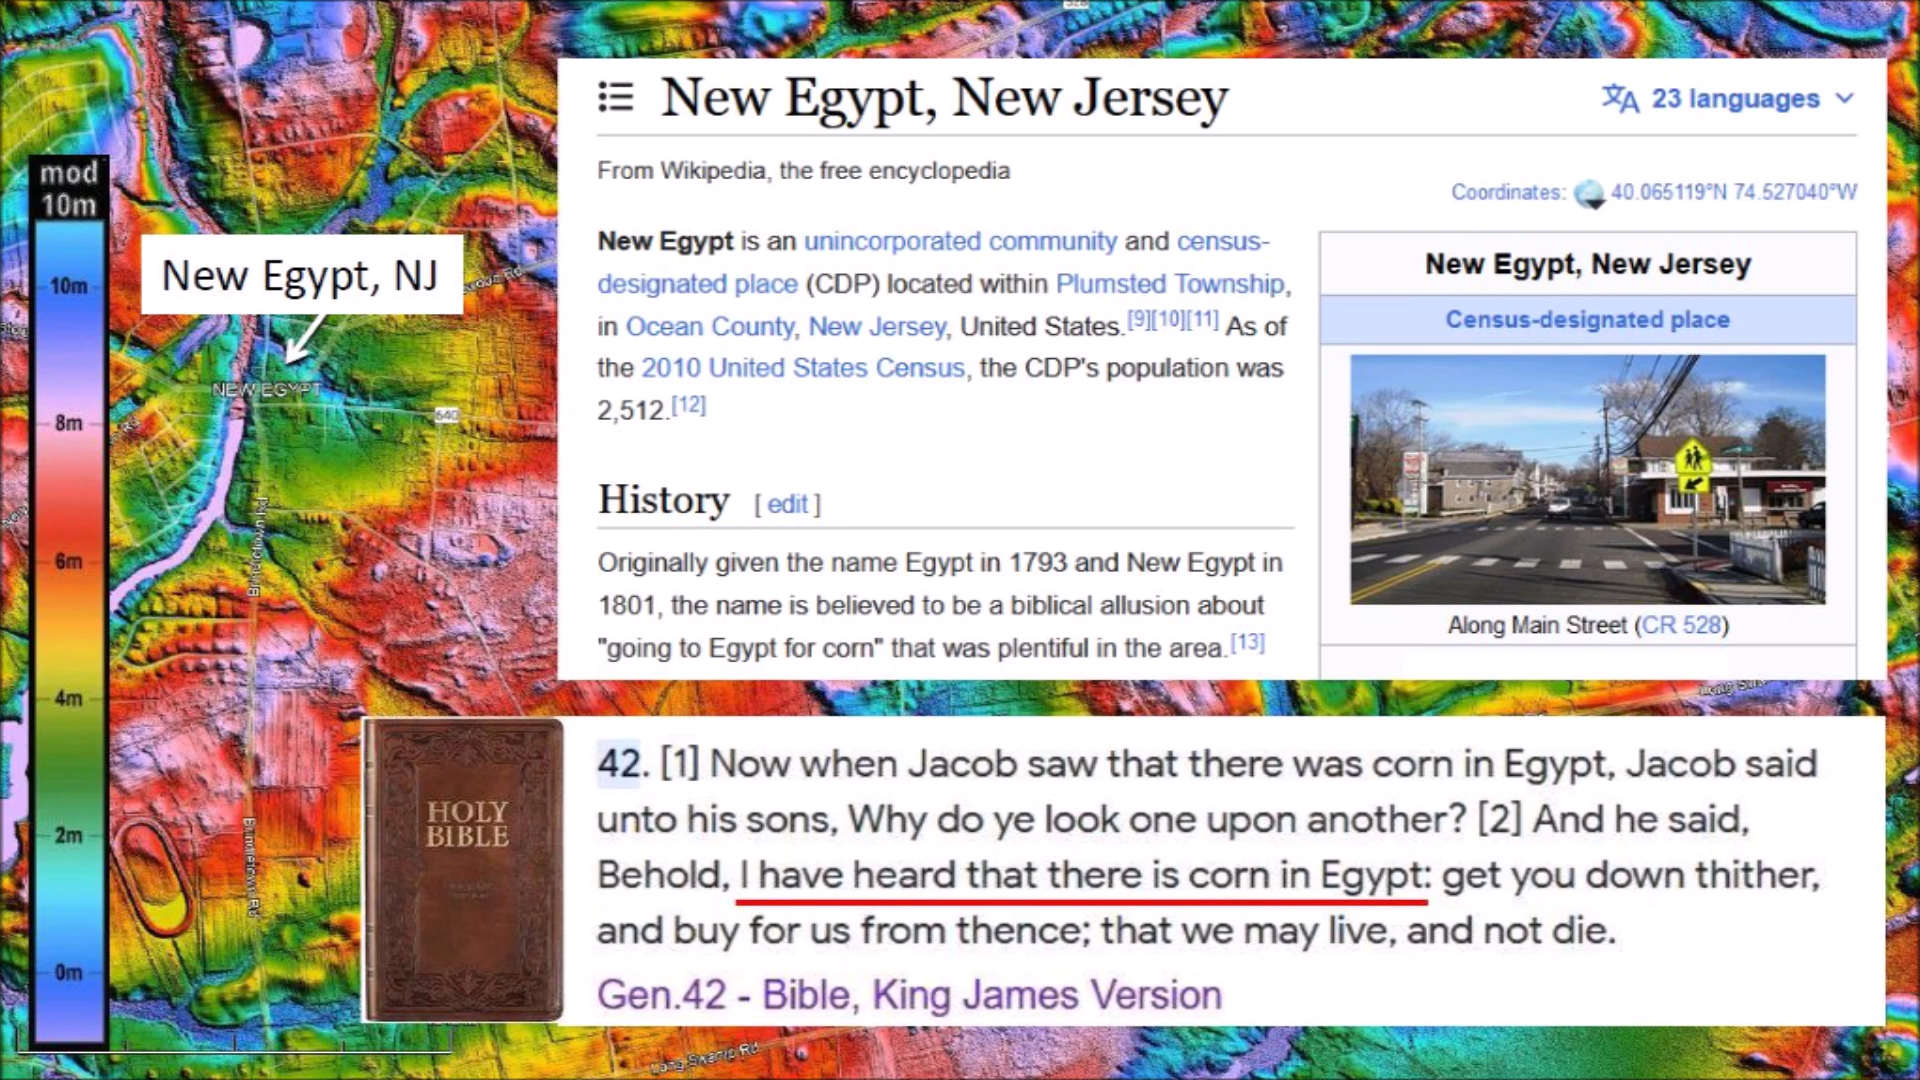 528
New Egypt, New Jersey
23 languages
From Wikipedia, the free encyclopedia
Coordinates: 40.065119°N 74.527040°W
New Egypt is an unincorporated community and census-
designated place (CDP) located within Plumsted Township,
in Ocean County, New Jersey, United States.[9][10][11] As of
the 2010 United States Census, the CDP's population was
2,512.[12]
History [ edit ]
Originally given the name Egypt in 1793 and New Egypt in
1801, the name is believed to be a biblical allusion about
"going to Egypt for corn" that was plentiful in the area.[13]
New Egypt, New Jersey
Census-designated place
Along Main Street (CR 528)
mod
10m
10m
8m
6m
4m
2m
0m
New Egypt, NJ
NEW EGYPT
640
Rd
Rd
HOLY
BIBLE
42. [1] Now when Jacob saw that there was corn in Egypt, Jacob said
unto his sons, Why do ye look one upon another? [2] And he said,
Behold, I have heard that there is corn in Egypt: get you down thither,
and buy for us from thence; that we may live, and not die.
Gen.42 - Bible, King James Version
Long Swamp Rd